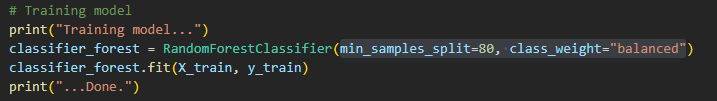 # Training model
print("Training model...")
classifier_forest = RandomForestClassifier(min_samples_split=80, class_weight="balanced")
classifier_forest.fit(X_train, y_train)
print("...Done.")